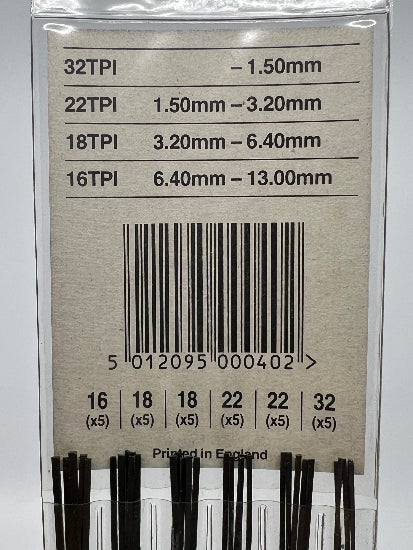 32TPI – 1.50mm
22TPI 1.50mm – 3.20mm
18TPI 3.20mm – 6.40mm
16TPI 6.40mm – 13.00mm
5 012095 000402 >
16 18 18 22 22 32
(x5) (x5) (x5) (x5) (x5) (x5)
Printed in England